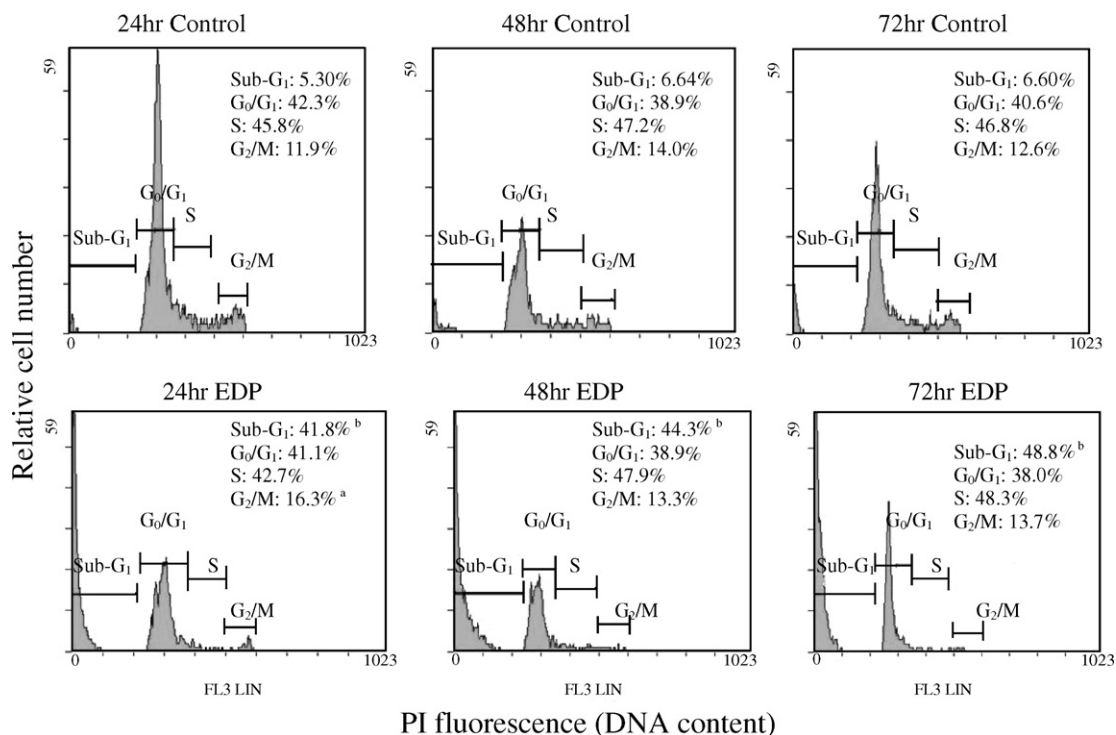 24hr Control
59
Sub-G₁: 5.30%
G₀/G₁: 42.3%
S: 45.8%
G₂/M: 11.9%
G₀/G₁
S
Sub-G₁
G₂/M
0
1023
48hr Control
59
Sub-G₁: 6.64%
G₀/G₁: 38.9%
S: 47.2%
G₂/M: 14.0%
G₀/G₁
S
Sub-G₁
G₂/M
0
1023
72hr Control
59
Sub-G₁: 6.60%
G₀/G₁: 40.6%
S: 46.8%
G₂/M: 12.6%
G₀/G₁
S
Sub-G₁
G₂/M
0
1023
Relative cell number
24hr EDP
59
Sub-G₁: 41.8% ᵇ
G₀/G₁: 41.1%
S: 42.7%
G₂/M: 16.3% ᵃ
G₀/G₁
Sub-G₁
S
G₂/M
0
1023
FL3 LIN
48hr EDP
59
Sub-G₁: 44.3% ᵇ
G₀/G₁: 38.9%
S: 47.9%
G₂/M: 13.3%
G₀/G₁
Sub-G₁
S
G₂/M
0
1023
FL3 LIN
72hr EDP
59
Sub-G₁: 48.8% ᵇ
G₀/G₁: 38.0%
S: 48.3%
G₂/M: 13.7%
G₀/G₁
Sub-G₁
S
G₂/M
0
1023
FL3 LIN
PI fluorescence (DNA content)